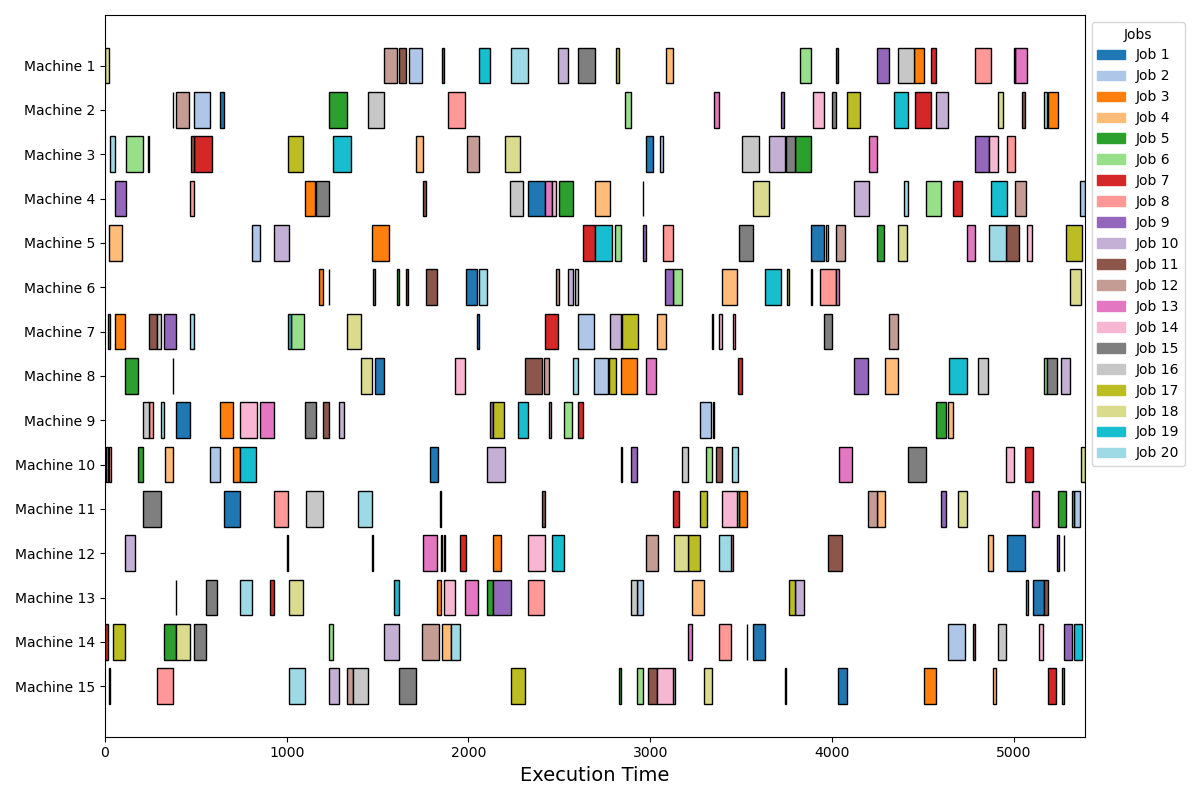 Jobs
Machine 1
Machine 2
Machine 3
Machine 4
Machine 5
Machine 6
Machine 7
Machine 8
Machine 9
Machine 10
Machine 11
Machine 12
Machine 13
Machine 14
Machine 15
Job 1
Job 2
Job 3
Job 4
Job 5
Job 6
Job 7
Job 8
Job 9
Job 10
Job 11
Job 12
Job 13
Job 14
Job 15
Job 16
Job 17
Job 18
Job 19
Job 20
0 1000 2000 3000 4000 5000
Execution Time